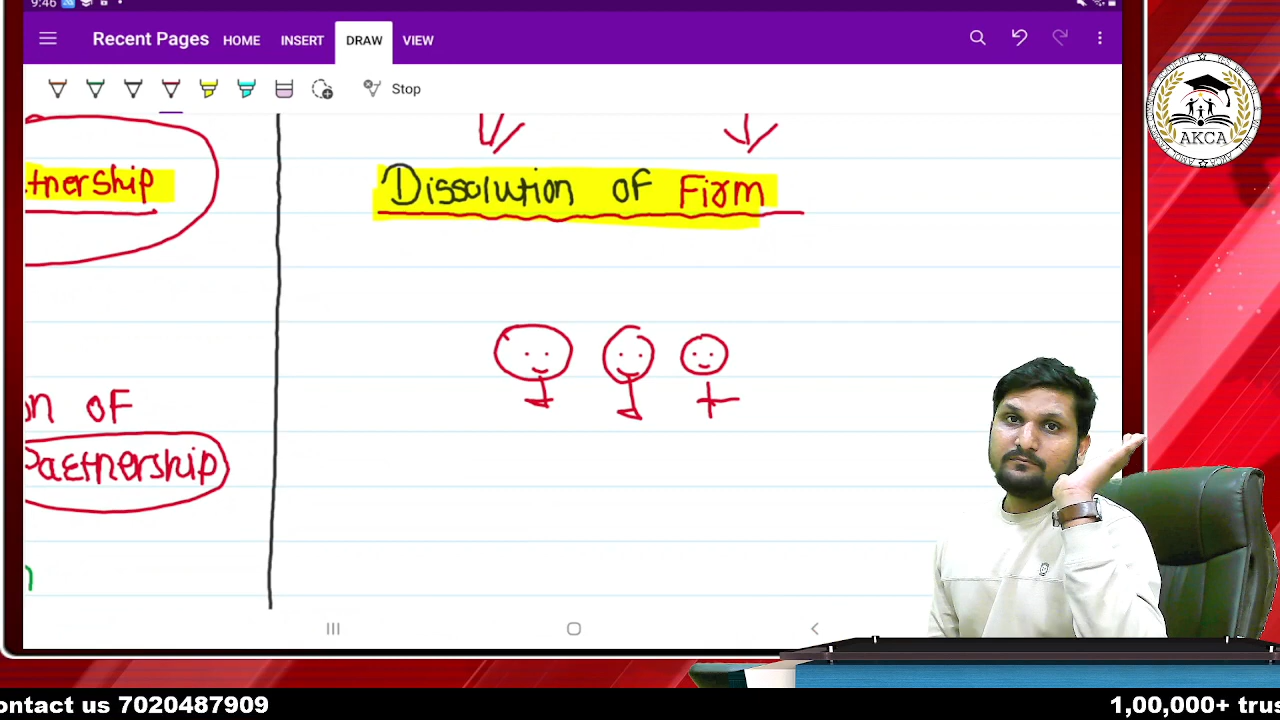 9:46
Recent Pages HOME INSERT DRAW VIEW
Stop
tnership
Dissolution of Firm
n of
Partnership
n
AKCA
ontact us 7020487909
1,00,000+ trus